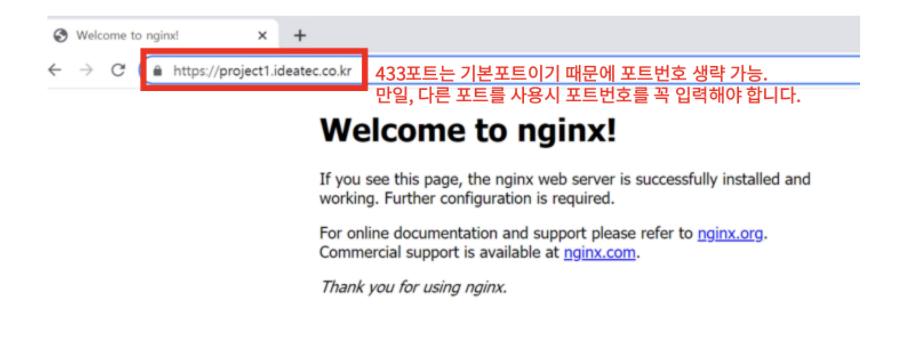 Welcome to nginx!
https://project1.ideatec.co.kr
433포트는 기본포트이기 때문에 포트번호 생략 가능.
만일, 다른 포트를 사용시 포트번호를 꼭 입력해야 합니다.
Welcome to nginx!
If you see this page, the nginx web server is successfully installed and
working. Further configuration is required.
For online documentation and support please refer to nginx.org.
Commercial support is available at nginx.com.
Thank you for using nginx.